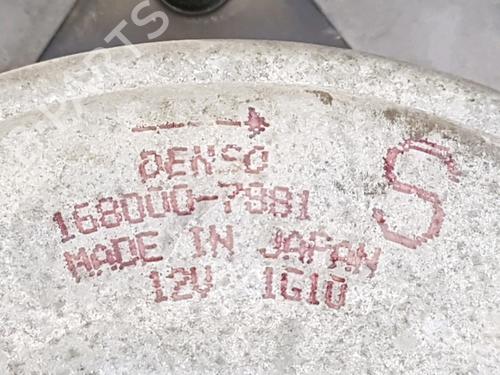 DENSO
S
168000-7981
MADE IN JAPAN
12V 1G10